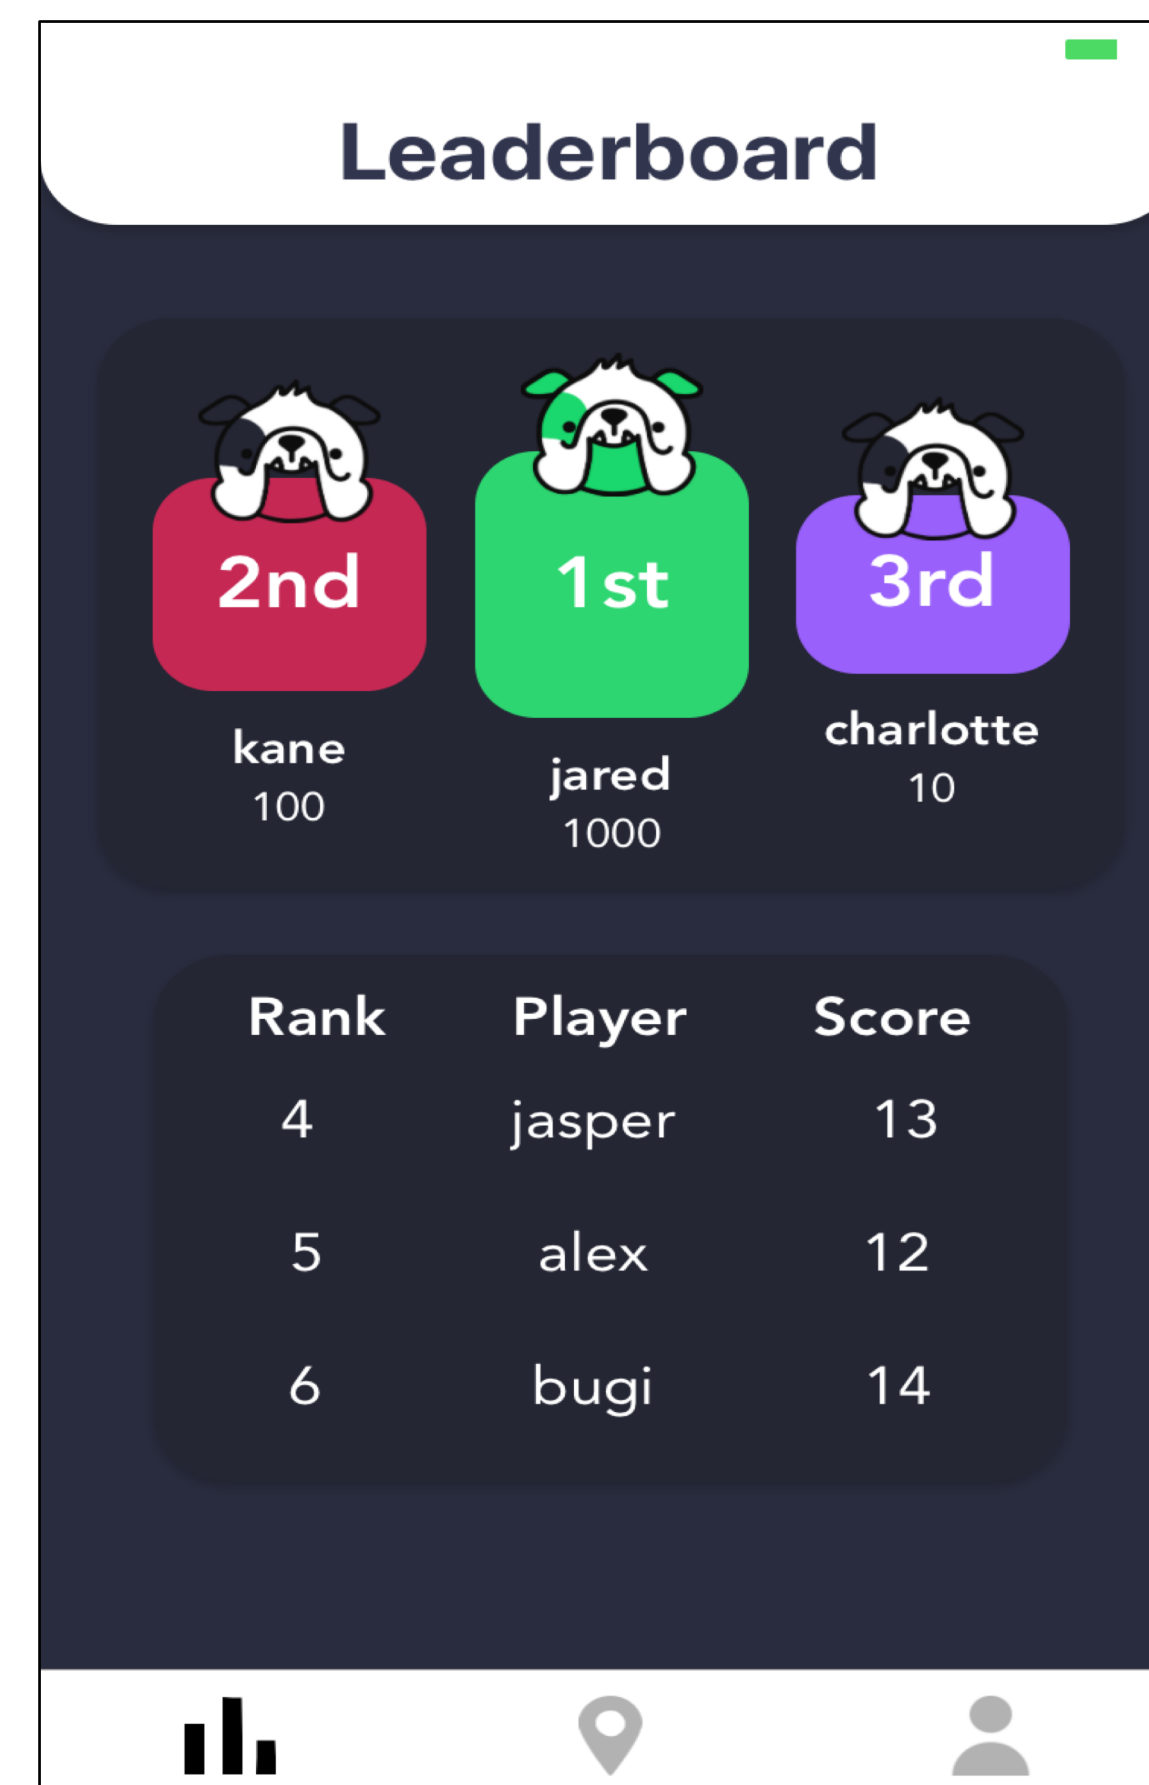 Leaderboard
2nd
1st
3rd
kane
100
jared
1000
charlotte
10
Rank Player Score
4 jasper 13
5 alex 12
6 bugi 14